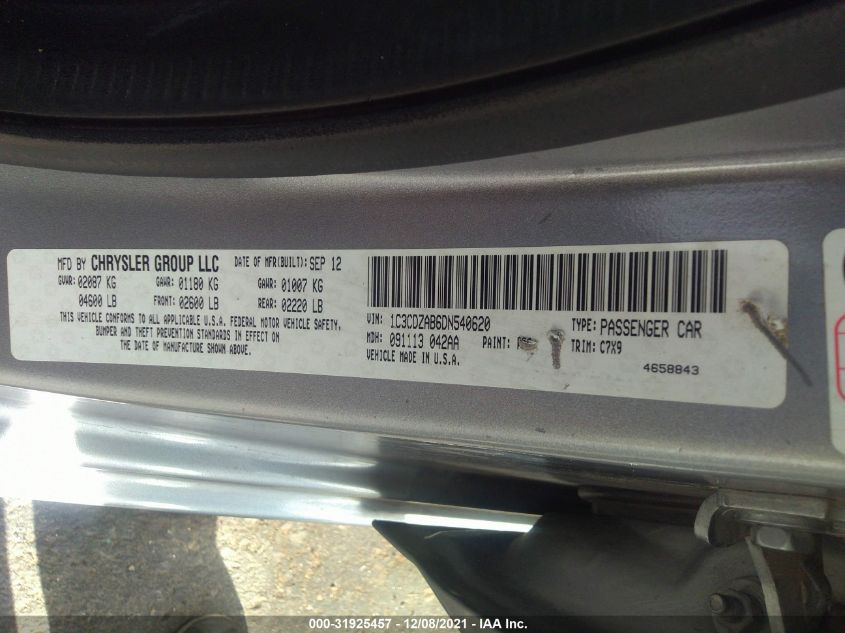 MFD BY CHRYSLER GROUP LLC DATE OF MFR(BUILT): SEP 12
GVWR: 02087 KG GAWR: 01180 KG GAWR: 01007 KG
04600 LB FRONT: 02600 LB REAR: 02220 LB
THIS VEHICLE CONFORMS TO ALL APPLICABLE U.S.A. FEDERAL MOTOR VEHICLE SAFETY,
BUMPER AND THEFT PREVENTION STANDARDS IN EFFECT ON
THE DATE OF MANUFACTURE SHOWN ABOVE.
VIN: 1C3CDZAB6DN540620 TYPE: PASSENGER CAR
MDH: 091113 042AA PAINT: TRIM: C7X9
VEHICLE MADE IN U.S.A.
4658843
000-31925457 - 12/08/2021 - IAA Inc.